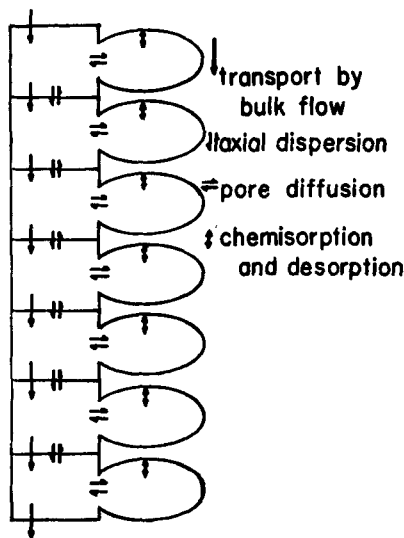 transport by
bulk flow
axial dispersion
pore diffusion
chemisorption
and desorption